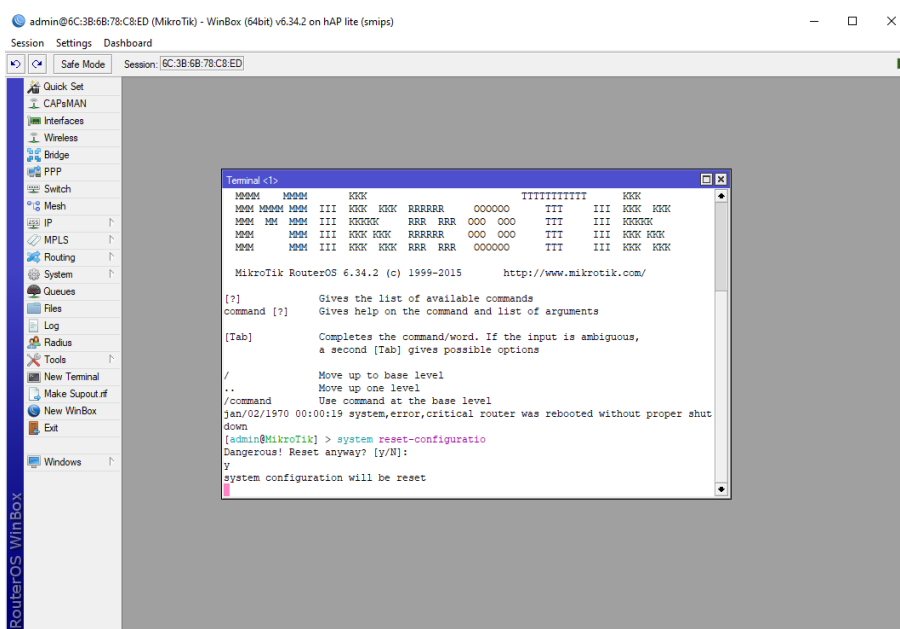 admin@6C:3B:6B:78:C8:ED (MikroTik) - WinBox (64bit) v6.34.2 on hAP lite (smips)
Session Settings Dashboard
Safe Mode Session: 6C:3B:6B:78:C8:ED
Quick Set
CAPsMAN
Interfaces
Wireless
Bridge
PPP
Switch
Mesh
IP
MPLS
Routing
System
Queues
Files
Log
Radius
Tools
New Terminal
Make Supout.rif
New WinBox
Exit
Windows
RouterOS WinBox
Terminal <1>
MMMM    MMMM       KKK                          TTTTTTTTTTT      KKK
MMM MMMM MMM  III  KKK  KKK  RRRRRR     OOOOOO      TTT     III  KKK  KKK
MMM  MM  MMM  III  KKKKK     RRR  RRR  OOO  OOO     TTT     III  KKKKK
MMM      MMM  III  KKK KKK   RRRRRR    OOO  OOO     TTT     III  KKK KKK
MMM      MMM  III  KKK  KKK  RRR  RRR   OOOOOO      TTT     III  KKK  KKK
MikroTik RouterOS 6.34.2 (c) 1999-2015       http://www.mikrotik.com/
[?]             Gives the list of available commands
command [?]     Gives help on the command and list of arguments
[Tab]           Completes the command/word. If the input is ambiguous,
a second [Tab] gives possible options
/               Move up to base level
..              Move up one level
/command        Use command at the base level
jan/02/1970 00:00:19 system,error,critical router was rebooted without proper shut
down
[admin@MikroTik] > system reset-configuratio
Dangerous! Reset anyway? [y/N]:
y
system configuration will be reset